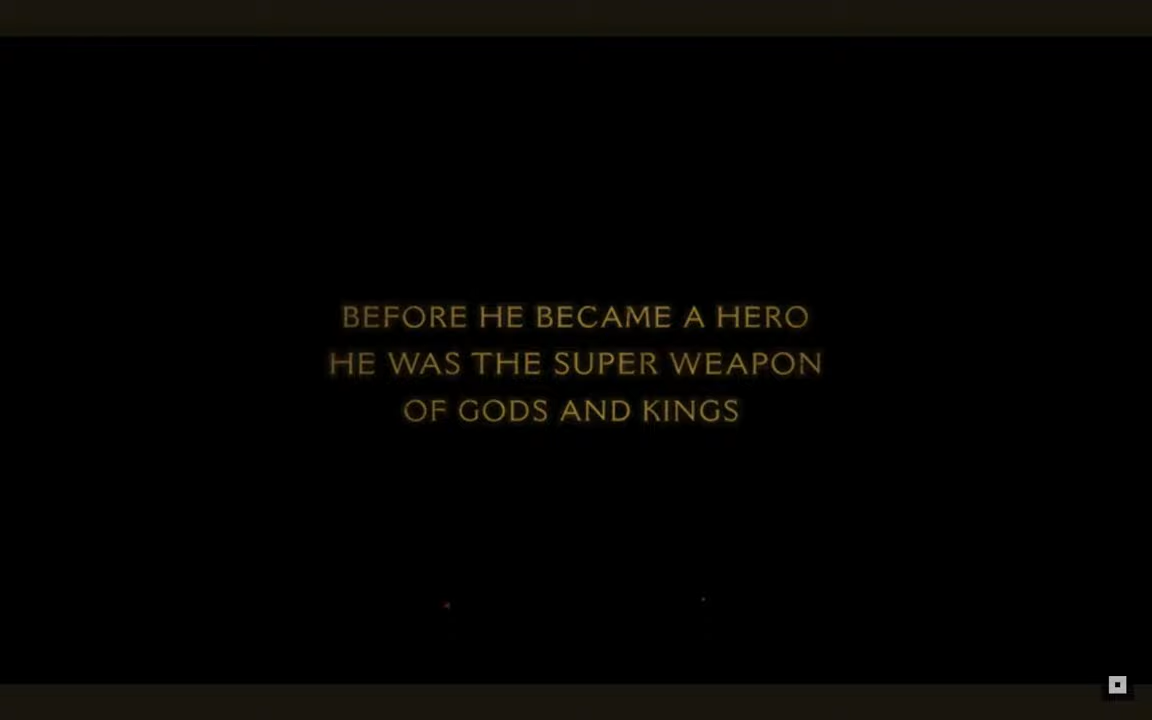 BEFORE HE BECAME A HERO
HE WAS THE SUPER WEAPON
OF GODS AND KINGS